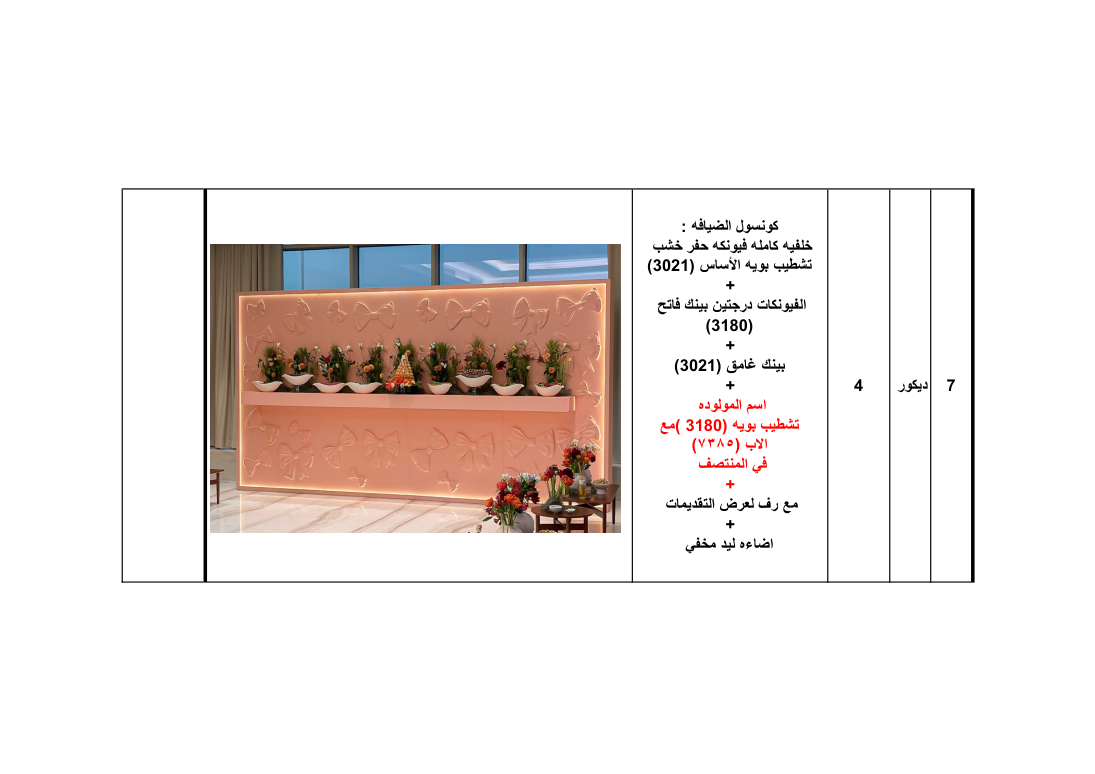 7
ديكور
4
كونسول الضيافه :
خلفيه كامله فيونكه حفر خشب
تشطيب بويه الأساس (3021)
+
الفيونكات درجتين بينك فاتح
(3180)
+
بينك غامق (3021)
+
اسم المولوده
تشطيب بويه (3180 )مع
الاب (٧٣٨٥)
في المنتصف
+
مع رف لعرض التقديمات
+
اضاءه ليد مخفي